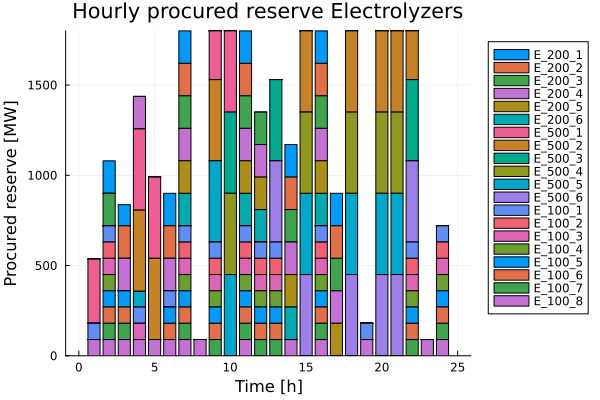 Hourly procured reserve Electrolyzers
Procured reserve [MW]
1500
1000
500
0
0
5
10
15
20
25
Time [h]
E_200_1
E_200_2
E_200_3
E_200_4
E_200_5
E_200_6
E_500_1
E_500_2
E_500_3
E_500_4
E_500_5
E_500_6
E_100_1
E_100_2
E_100_3
E_100_4
E_100_5
E_100_6
E_100_7
E_100_8